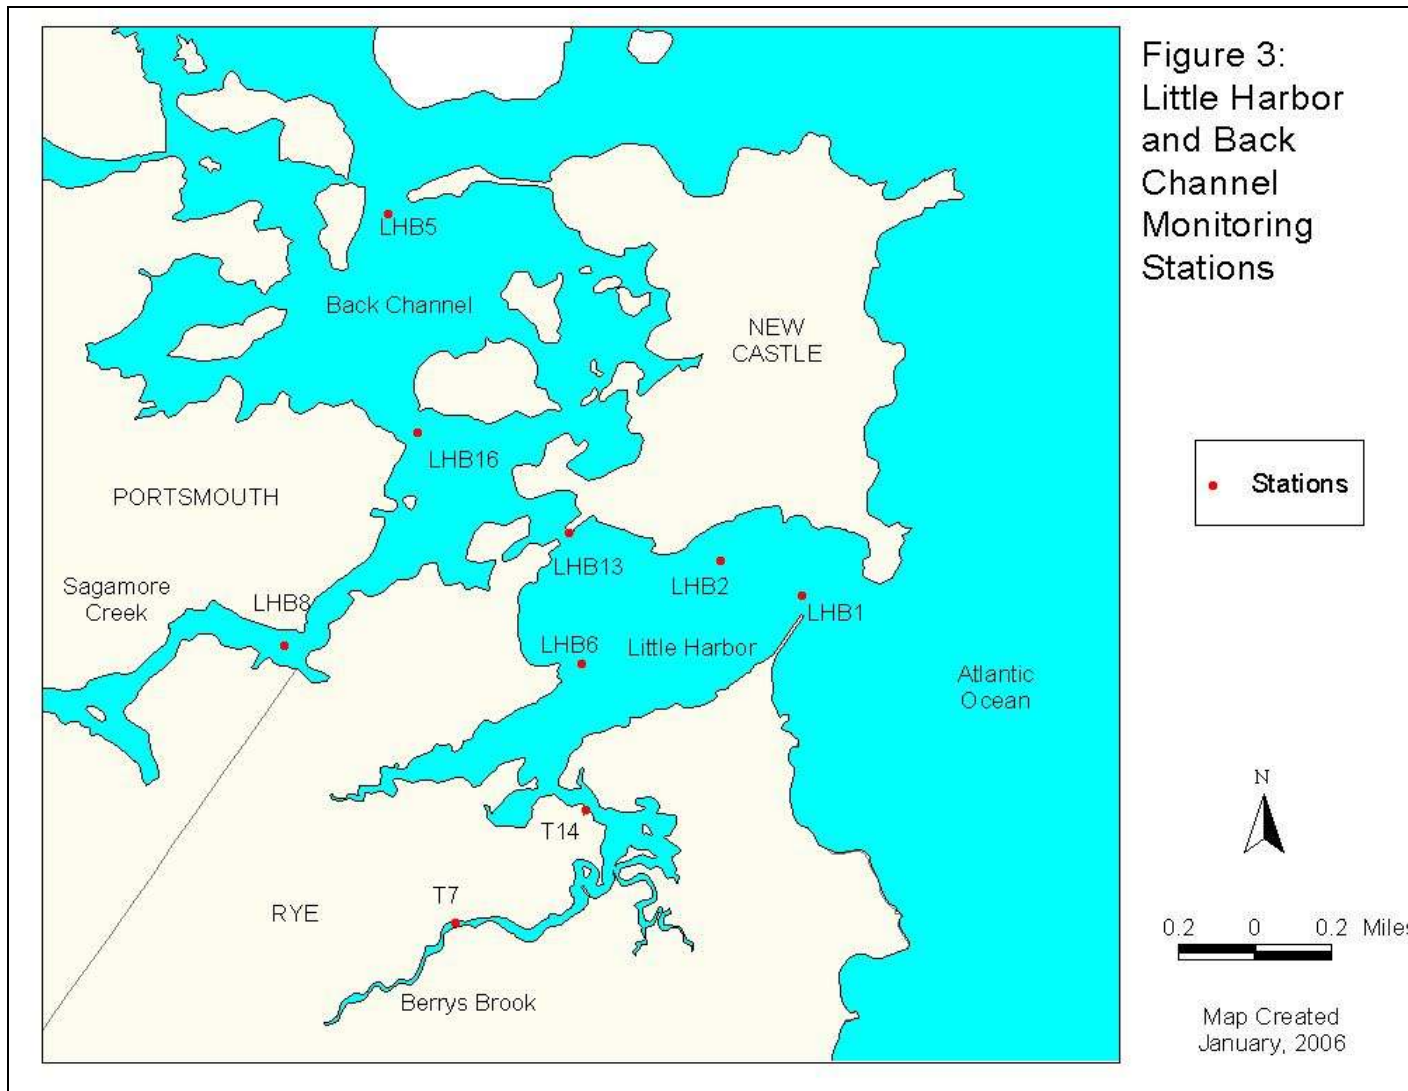 Figure 3:
Little Harbor
and Back
Channel
Monitoring
Stations
LHB5
Back Channel
NEW
CASTLE
LHB16
PORTSMOUTH
Stations
LHB13
LHB2
Sagamore
Creek
LHB8
LHB1
LHB6
Little Harbor
Atlantic
Ocean
N
T14
T7
RYE
0.2 0 0.2 Miles
Berrys Brook
Map Created
January, 2006